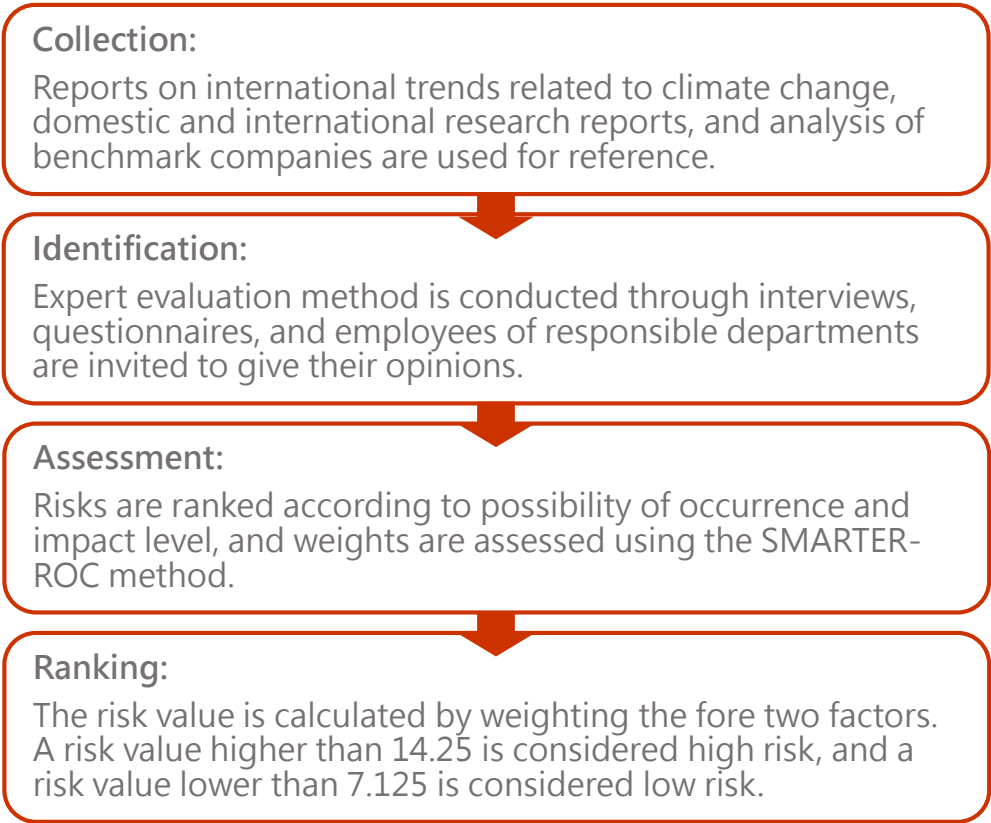 Collection:
Reports on international trends related to climate change,
domestic and international research reports, and analysis of
benchmark companies are used for reference.
Identification:
Expert evaluation method is conducted through interviews,
questionnaires, and employees of responsible departments
are invited to give their opinions.
Assessment:
Risks are ranked according to possibility of occurrence and
impact level, and weights are assessed using the SMARTER-
ROC method.
Ranking:
The risk value is calculated by weighting the fore two factors.
A risk value higher than 14.25 is considered high risk, and a
risk value lower than 7.125 is considered low risk.